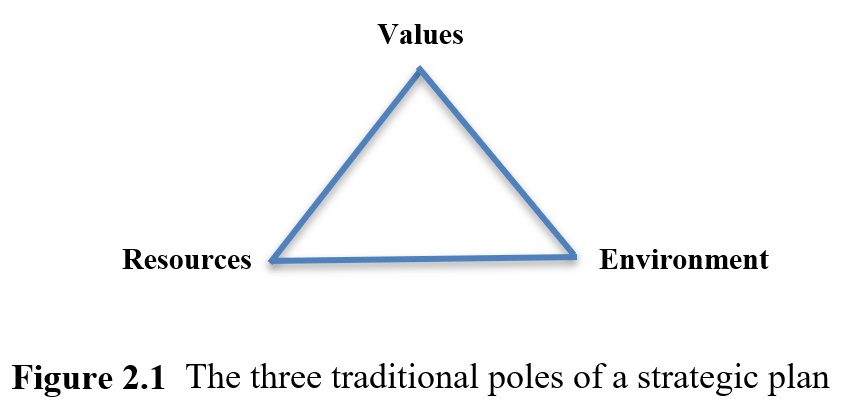 Values
Resources Environment
Figure 2.1 The three traditional poles of a strategic plan